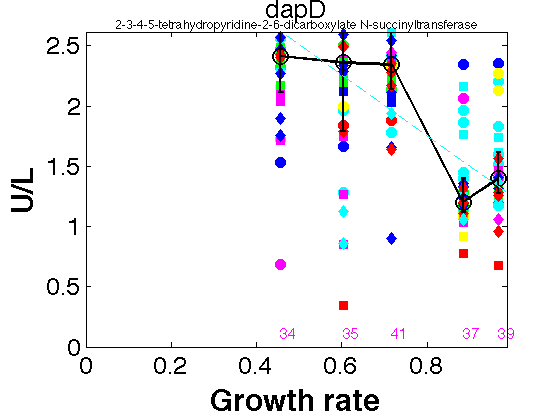 dapD
2-3-4-5-tetrahydropyridine-2-6-dicarboxylate N-succinyltransferase
2.5
2
1.5
1
0.5
0
U/L
34 35 41 37 39
0 0.2 0.4 0.6 0.8
Growth rate